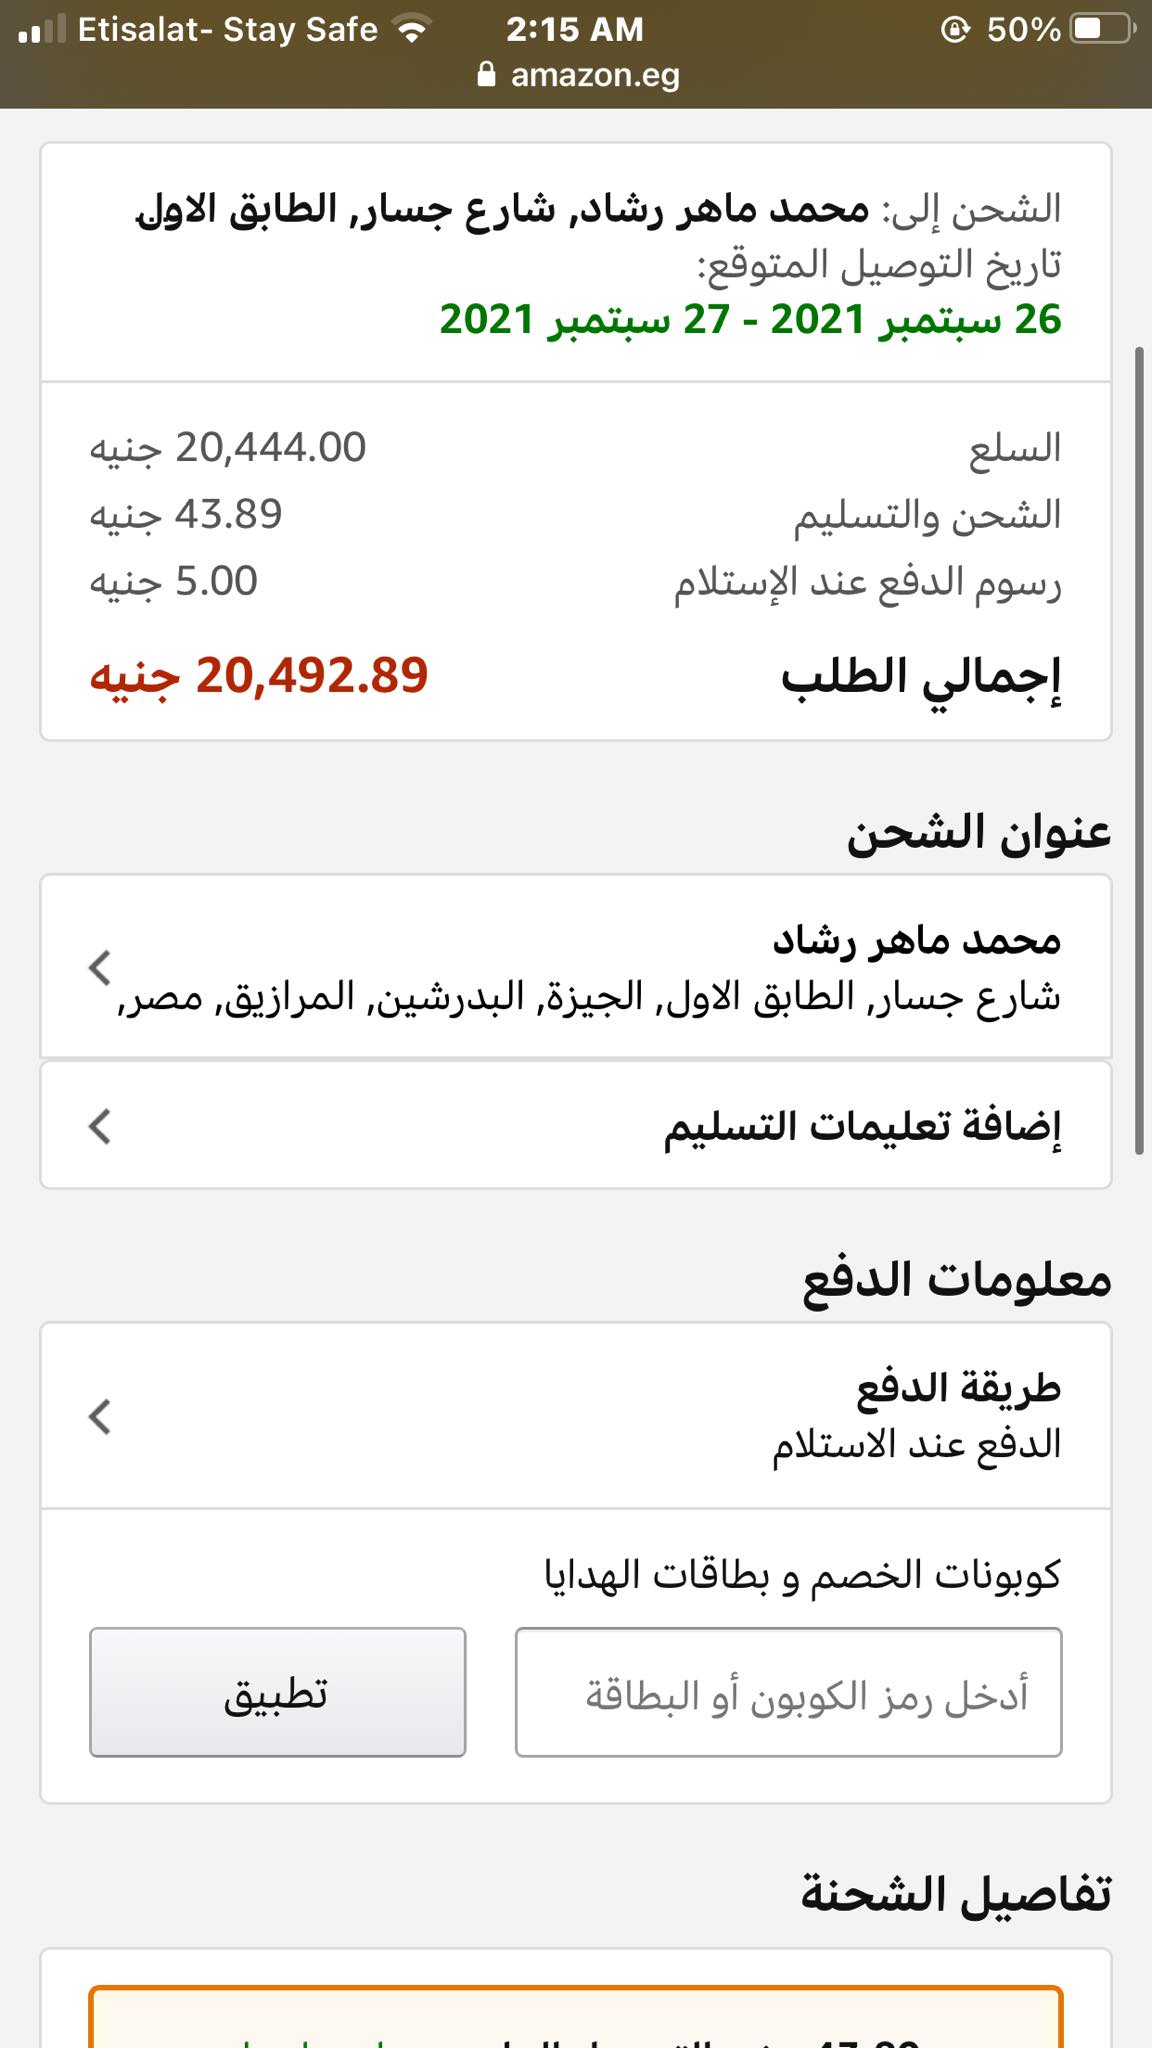 Etisalat- Stay Safe 2:15 AM 50%
amazon.eg
الشحن إلى: محمد ماهر رشاد, شارع جسار, الطابق الاول
تاريخ التوصيل المتوقع:
26 سبتمبر 2021 - 27 سبتمبر 2021
السلع 20,444.00 جنيه
الشحن والتسليم 43.89 جنيه
رسوم الدفع عند الإستلام 5.00 جنيه
إجمالي الطلب 20,492.89 جنيه
عنوان الشحن
محمد ماهر رشاد
شارع جسار, الطابق الاول, الجيزة, البدرشين, المرازيق, مصر,
إضافة تعليمات التسليم
معلومات الدفع
طريقة الدفع
الدفع عند الاستلام
كوبونات الخصم و بطاقات الهدايا
أدخل رمز الكوبون أو البطاقة تطبيق
تفاصيل الشحنة